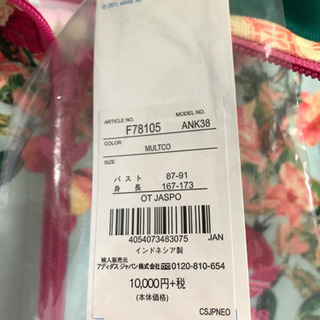 ARTICLE NO. MODEL NO.
F78105 ANK38
COLOR
MULTCO
SIZE
バスト 87-91
身長 167-173
OT JASPO
4054073483075 JAN
インドネシア製
輸入販売元
アディダス ジャパン株式会社 0120-810-654
10,000円+税
(本体価格)
CSJPNEO